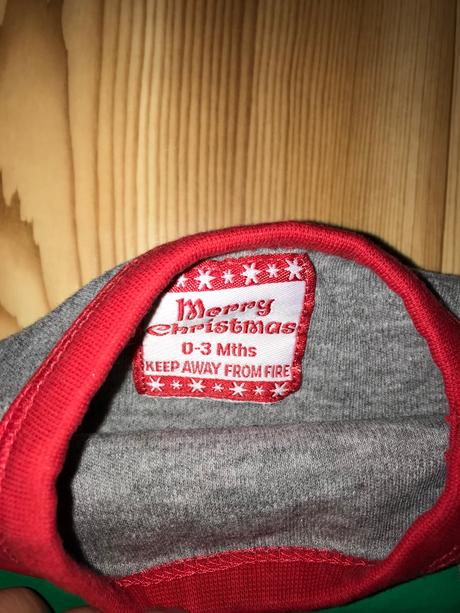 Merry
Christmas
0-3 Mths
KEEP AWAY FROM FIRE